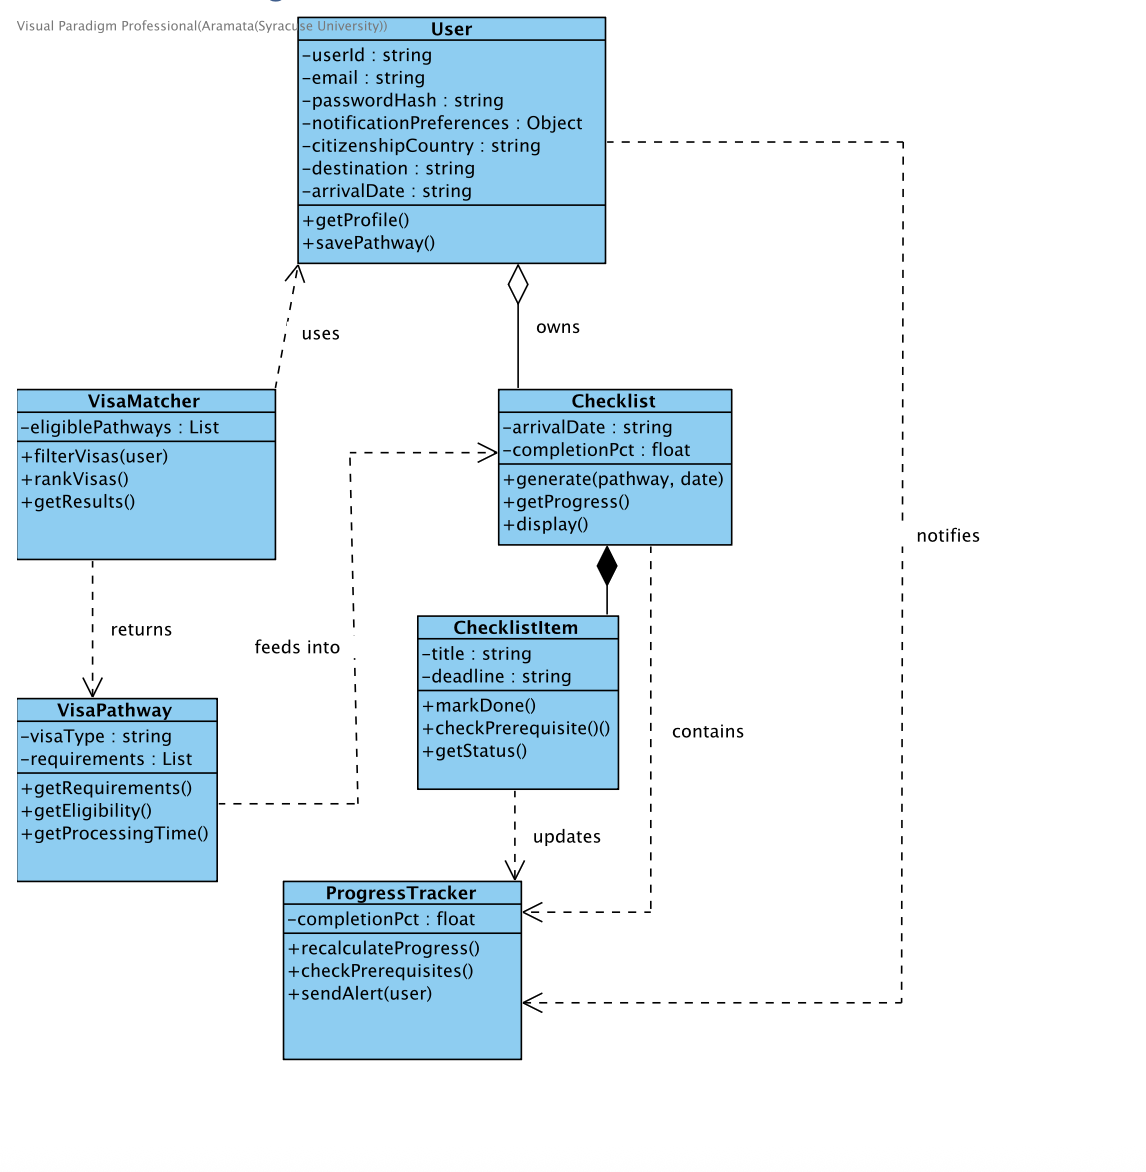 Visual Paradigm Professional(Aramata(Syracuse University))
User
-userId : string
-email : string
-passwordHash : string
-notificationPreferences : Object
-citizenshipCountry : string
-destination : string
-arrivalDate : string
+getProfile()
+savePathway()
uses
owns
VisaMatcher
-eligiblePathways : List
+filterVisas(user)
+rankVisas()
+getResults()
Checklist
-arrivalDate : string
-completionPct : float
+generate(pathway, date)
+getProgress()
+display()
notifies
returns
feeds into
ChecklistItem
-title : string
-deadline : string
+markDone()
+checkPrerequisite()()
+getStatus()
contains
VisaPathway
-visaType : string
-requirements : List
+getRequirements()
+getEligibility()
+getProcessingTime()
updates
ProgressTracker
-completionPct : float
+recalculateProgress()
+checkPrerequisites()
+sendAlert(user)